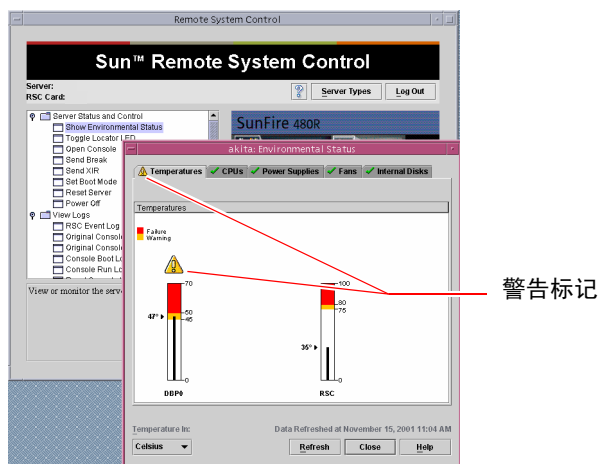 Remote System Control
Sun™ Remote System Control
Server:
RSC Card:
Server Types
Log Out
Server Status and Control
Show Environmental Status
Toggle Locator LED
Open Console
Send Break
Send XIR
Set Boot Mode
Reset Server
Power Off
View Logs
RSC Event Log
Original Consol
Original Consol
Console Boot Lo
Console Run Lo
View or monitor the serv
SunFire 480R
akita: Environmental Status
Temperatures
CPUs
Power Supplies
Fans
Internal Disks
Temperatures
Failure
Warning
70
50
46
47°
0
DBP0
100
80
75
35°
0
RSC
警告标记
Temperature In:
Data Refreshed at November 15, 2001 11:04 AM
Celsius
Refresh
Close
Help